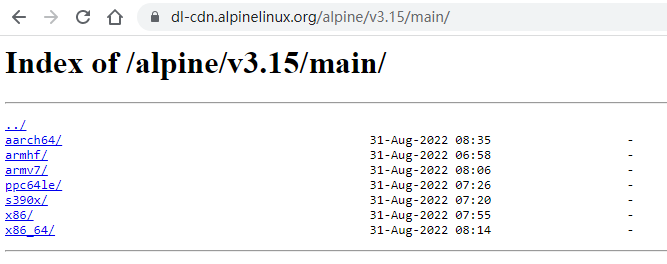 dl-cdn.alpinelinux.org/alpine/v3.15/main/
Index of /alpine/v3.15/main/
../
aarch64/ 31-Aug-2022 08:35 -
armhf/ 31-Aug-2022 06:58 -
armv7/ 31-Aug-2022 08:06 -
ppc64le/ 31-Aug-2022 07:26 -
s390x/ 31-Aug-2022 07:20 -
x86/ 31-Aug-2022 07:55 -
x86_64/ 31-Aug-2022 08:14 -